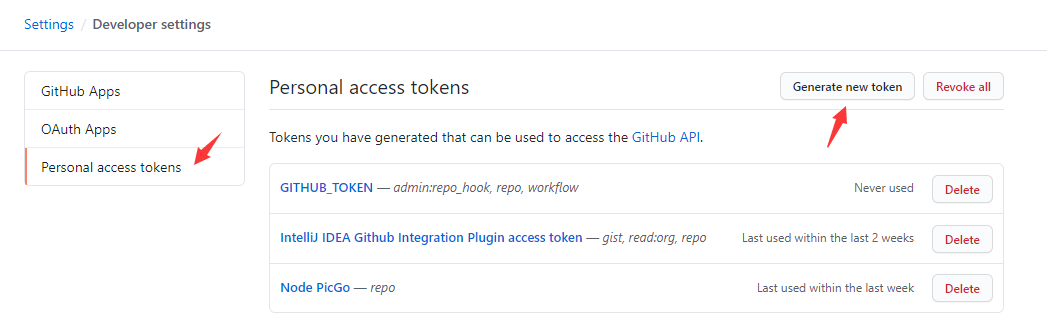 Settings / Developer settings
GitHub Apps
OAuth Apps
Personal access tokens
Personal access tokens
Generate new token
Revoke all
Tokens you have generated that can be used to access the GitHub API.
GITHUB_TOKEN — admin:repo_hook, repo, workflow
Never used
Delete
IntelliJ IDEA Github Integration Plugin access token — gist, read:org, repo
Last used within the last 2 weeks
Delete
Node PicGo — repo
Last used within the last week
Delete